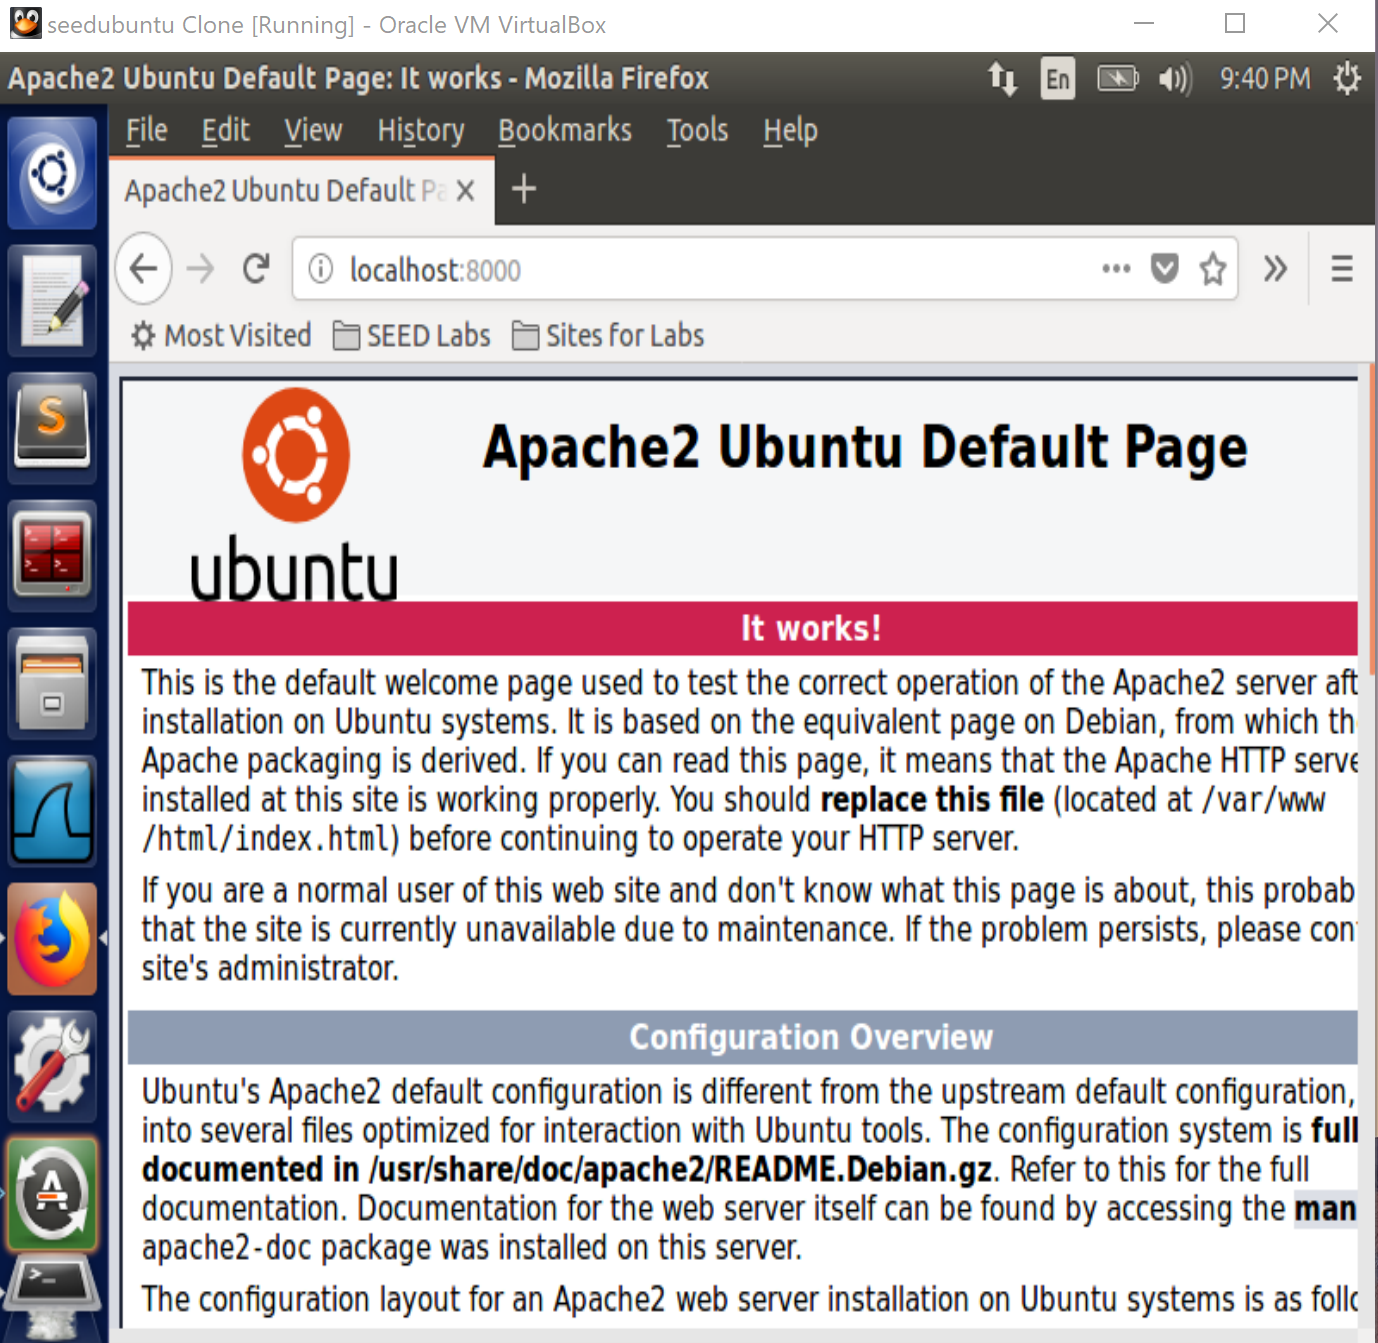 seedubuntu Clone [Running] - Oracle VM VirtualBox
Apache2 Ubuntu Default Page: It works - Mozilla Firefox En 9:40 PM
File Edit View History Bookmarks Tools Help
Apache2 Ubuntu Default Pa
localhost:8000
Most Visited SEED Labs Sites for Labs
Apache2 Ubuntu Default Page
ubuntu
It works!
This is the default welcome page used to test the correct operation of the Apache2 server aft
installation on Ubuntu systems. It is based on the equivalent page on Debian, from which th
Apache packaging is derived. If you can read this page, it means that the Apache HTTP serve
installed at this site is working properly. You should replace this file (located at /var/www
/html/index.html) before continuing to operate your HTTP server.
If you are a normal user of this web site and don't know what this page is about, this probab
that the site is currently unavailable due to maintenance. If the problem persists, please con
site's administrator.
Configuration Overview
Ubuntu's Apache2 default configuration is different from the upstream default configuration,
into several files optimized for interaction with Ubuntu tools. The configuration system is full
documented in /usr/share/doc/apache2/README.Debian.gz. Refer to this for the full
documentation. Documentation for the web server itself can be found by accessing the man
apache2-doc package was installed on this server.
The configuration layout for an Apache2 web server installation on Ubuntu systems is as follo